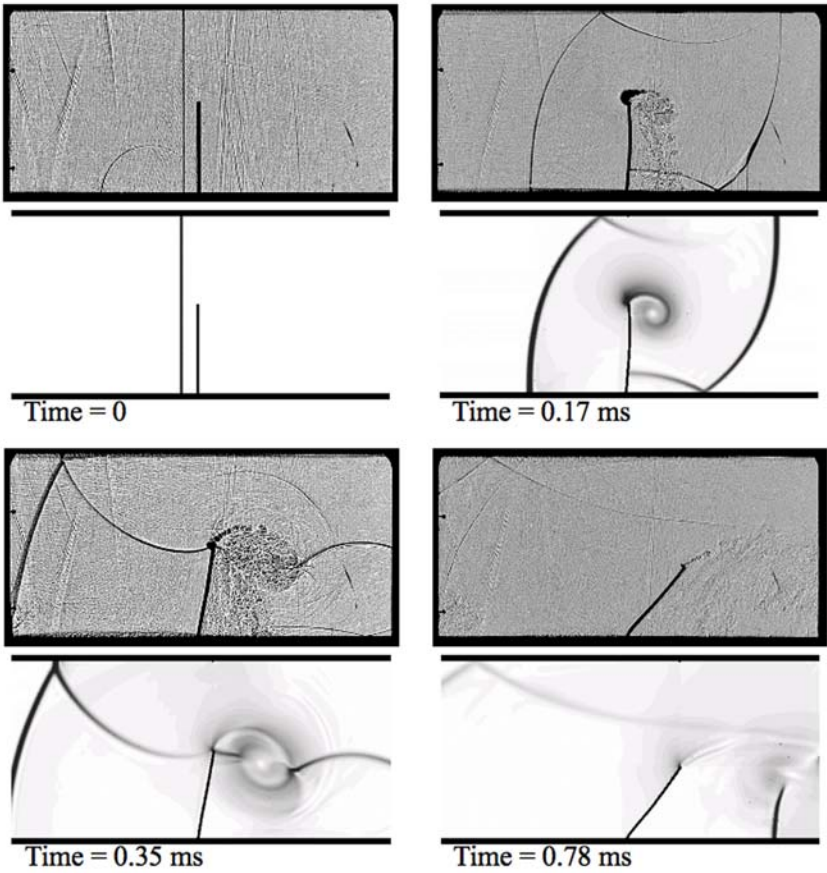 Time = 0
Time = 0.17 ms
Time = 0.35 ms
Time = 0.78 ms